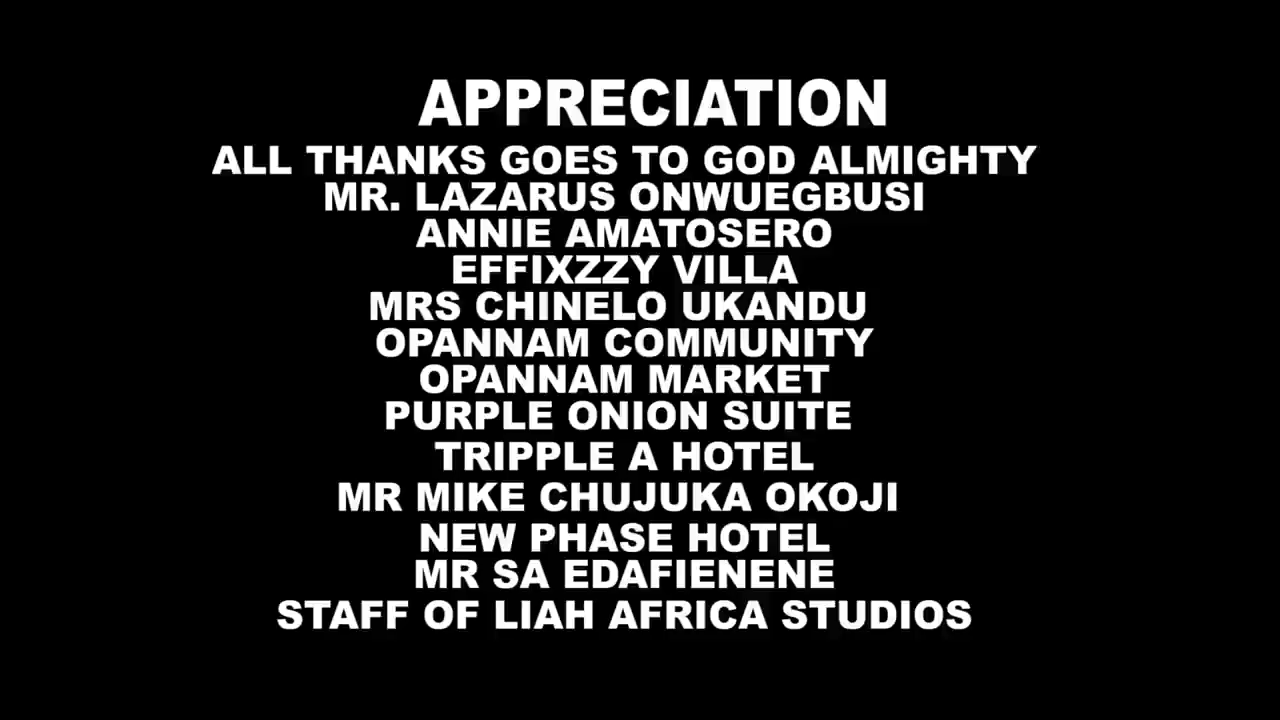 APPRECIATION
ALL THANKS GOES TO GOD ALMIGHTY
MR. LAZARUS ONWUEGBUSI
ANNIE AMATOSERO
EFFIXZZY VILLA
MRS CHINELO UKANDU
OPANNAM COMMUNITY
OPANNAM MARKET
PURPLE ONION SUITE
TRIPPLE A HOTEL
MR MIKE CHUJUKA OKOJI
NEW PHASE HOTEL
MR SA EDAFIENENE
STAFF OF LIAH AFRICA STUDIOS